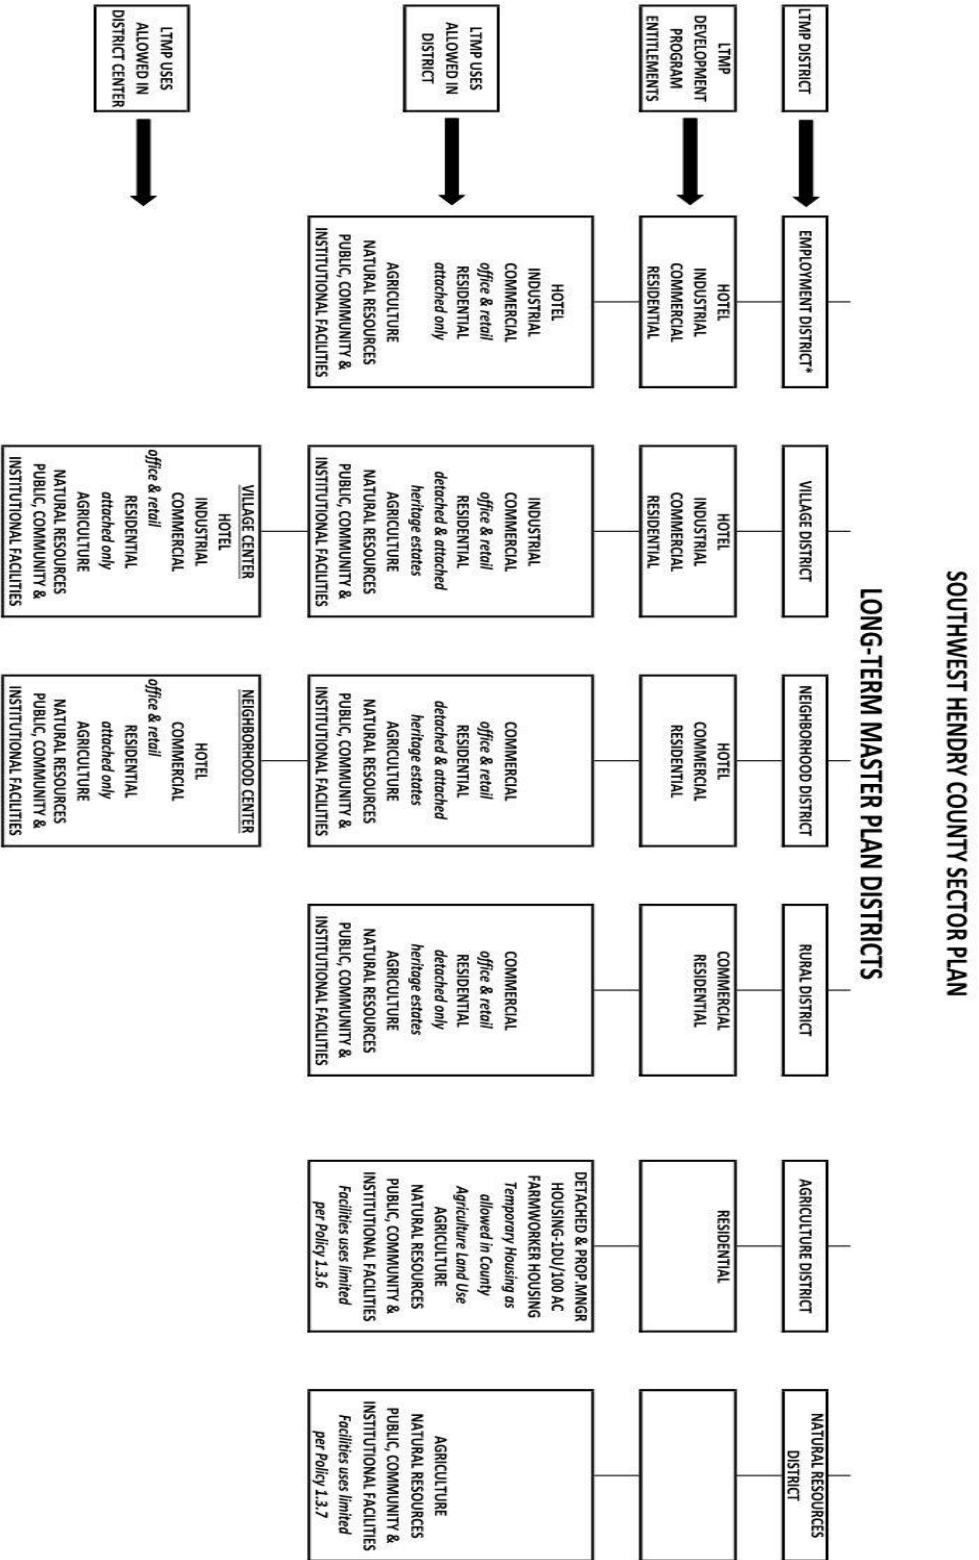 SOUTHWEST HENDRY COUNTY SECTOR PLAN
LONG-TERM MASTER PLAN DISTRICTS
LTMP DISTRICT
EMPLOYMENT DISTRICT*
VILLAGE DISTRICT
NEIGHBORHOOD DISTRICT
RURAL DISTRICT
AGRICULTURE DISTRICT
NATURAL RESOURCES
DISTRICT
LTMP
DEVELOPMENT
PROGRAM
ENTITLEMENTS
HOTEL
INDUSTRIAL
COMMERCIAL
RESIDENTIAL
HOTEL
INDUSTRIAL
COMMERCIAL
RESIDENTIAL
HOTEL
COMMERCIAL
RESIDENTIAL
COMMERCIAL
RESIDENTIAL
RESIDENTIAL
LTMP USES
ALLOWED IN
DISTRICT
HOTEL
INDUSTRIAL
COMMERCIAL
office & retail
RESIDENTIAL
attached only
AGRICULTURE
NATURAL RESOURCES
PUBLIC, COMMUNITY &
INSTITUTIONAL FACILITIES
INDUSTRIAL
COMMERCIAL
office & retail
RESIDENTIAL
detached & attached
heritage estates
AGRICULTURE
NATURAL RESOURCES
PUBLIC, COMMUNITY &
INSTITUTIONAL FACILITIES
COMMERCIAL
office & retail
RESIDENTIAL
detached & attached
heritage estates
AGRICULTURE
NATURAL RESOURCES
PUBLIC, COMMUNITY &
INSTITUTIONAL FACILITIES
COMMERCIAL
office & retail
RESIDENTIAL
detached only
heritage estates
AGRICULTURE
NATURAL RESOURCES
PUBLIC, COMMUNITY &
INSTITUTIONAL FACILITIES
DETACHED & PROP.MNGR
HOUSING-1DU/100 AC
FARMWORKER HOUSING
Temporary Housing as
allowed in County
Agriculture Land Use
AGRICULTURE
NATURAL RESOURCES
PUBLIC, COMMUNITY &
INSTITUTIONAL FACILITIES
Facilities uses limited
per Policy 1.3.6
AGRICULTURE
NATURAL RESOURCES
PUBLIC, COMMUNITY &
INSTITUTIONAL FACILITIES
Facilities uses limited
per Policy 1.3.7
LTMP USES
ALLOWED IN
DISTRICT CENTER
VILLAGE CENTER
HOTEL
INDUSTRIAL
COMMERCIAL
office & retail
RESIDENTIAL
attached only
AGRICULTURE
NATURAL RESOURCES
PUBLIC, COMMUNITY &
INSTITUTIONAL FACILITIES
NEIGHBORHOOD CENTER
HOTEL
COMMERCIAL
office & retail
RESIDENTIAL
attached only
AGRICULTURE
NATURAL RESOURCES
PUBLIC, COMMUNITY &
INSTITUTIONAL FACILITIES